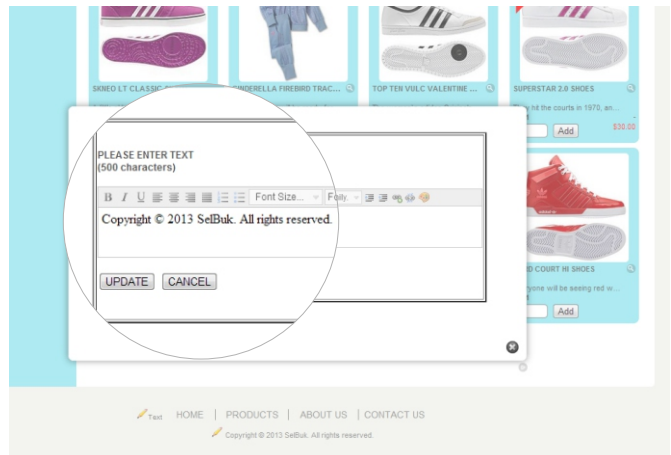 SKNEO LT CLASSIC
CINDERELLA FIREBIRD TRAC...
TOP TEN VULC VALENTINE ...
SUPERSTAR 2.0 SHOES
hit the courts in 1970, an...
Add
$30.00
PLEASE ENTER TEXT
(500 characters)
B I U Font Size...
Copyright © 2013 SelBuk. All rights reserved.
UPDATE CANCEL
COURT HI SHOES
will be seeing red w...
Add
Text HOME | PRODUCTS | ABOUT US | CONTACT US
Copyright © 2013 SelBuk. All rights reserved.